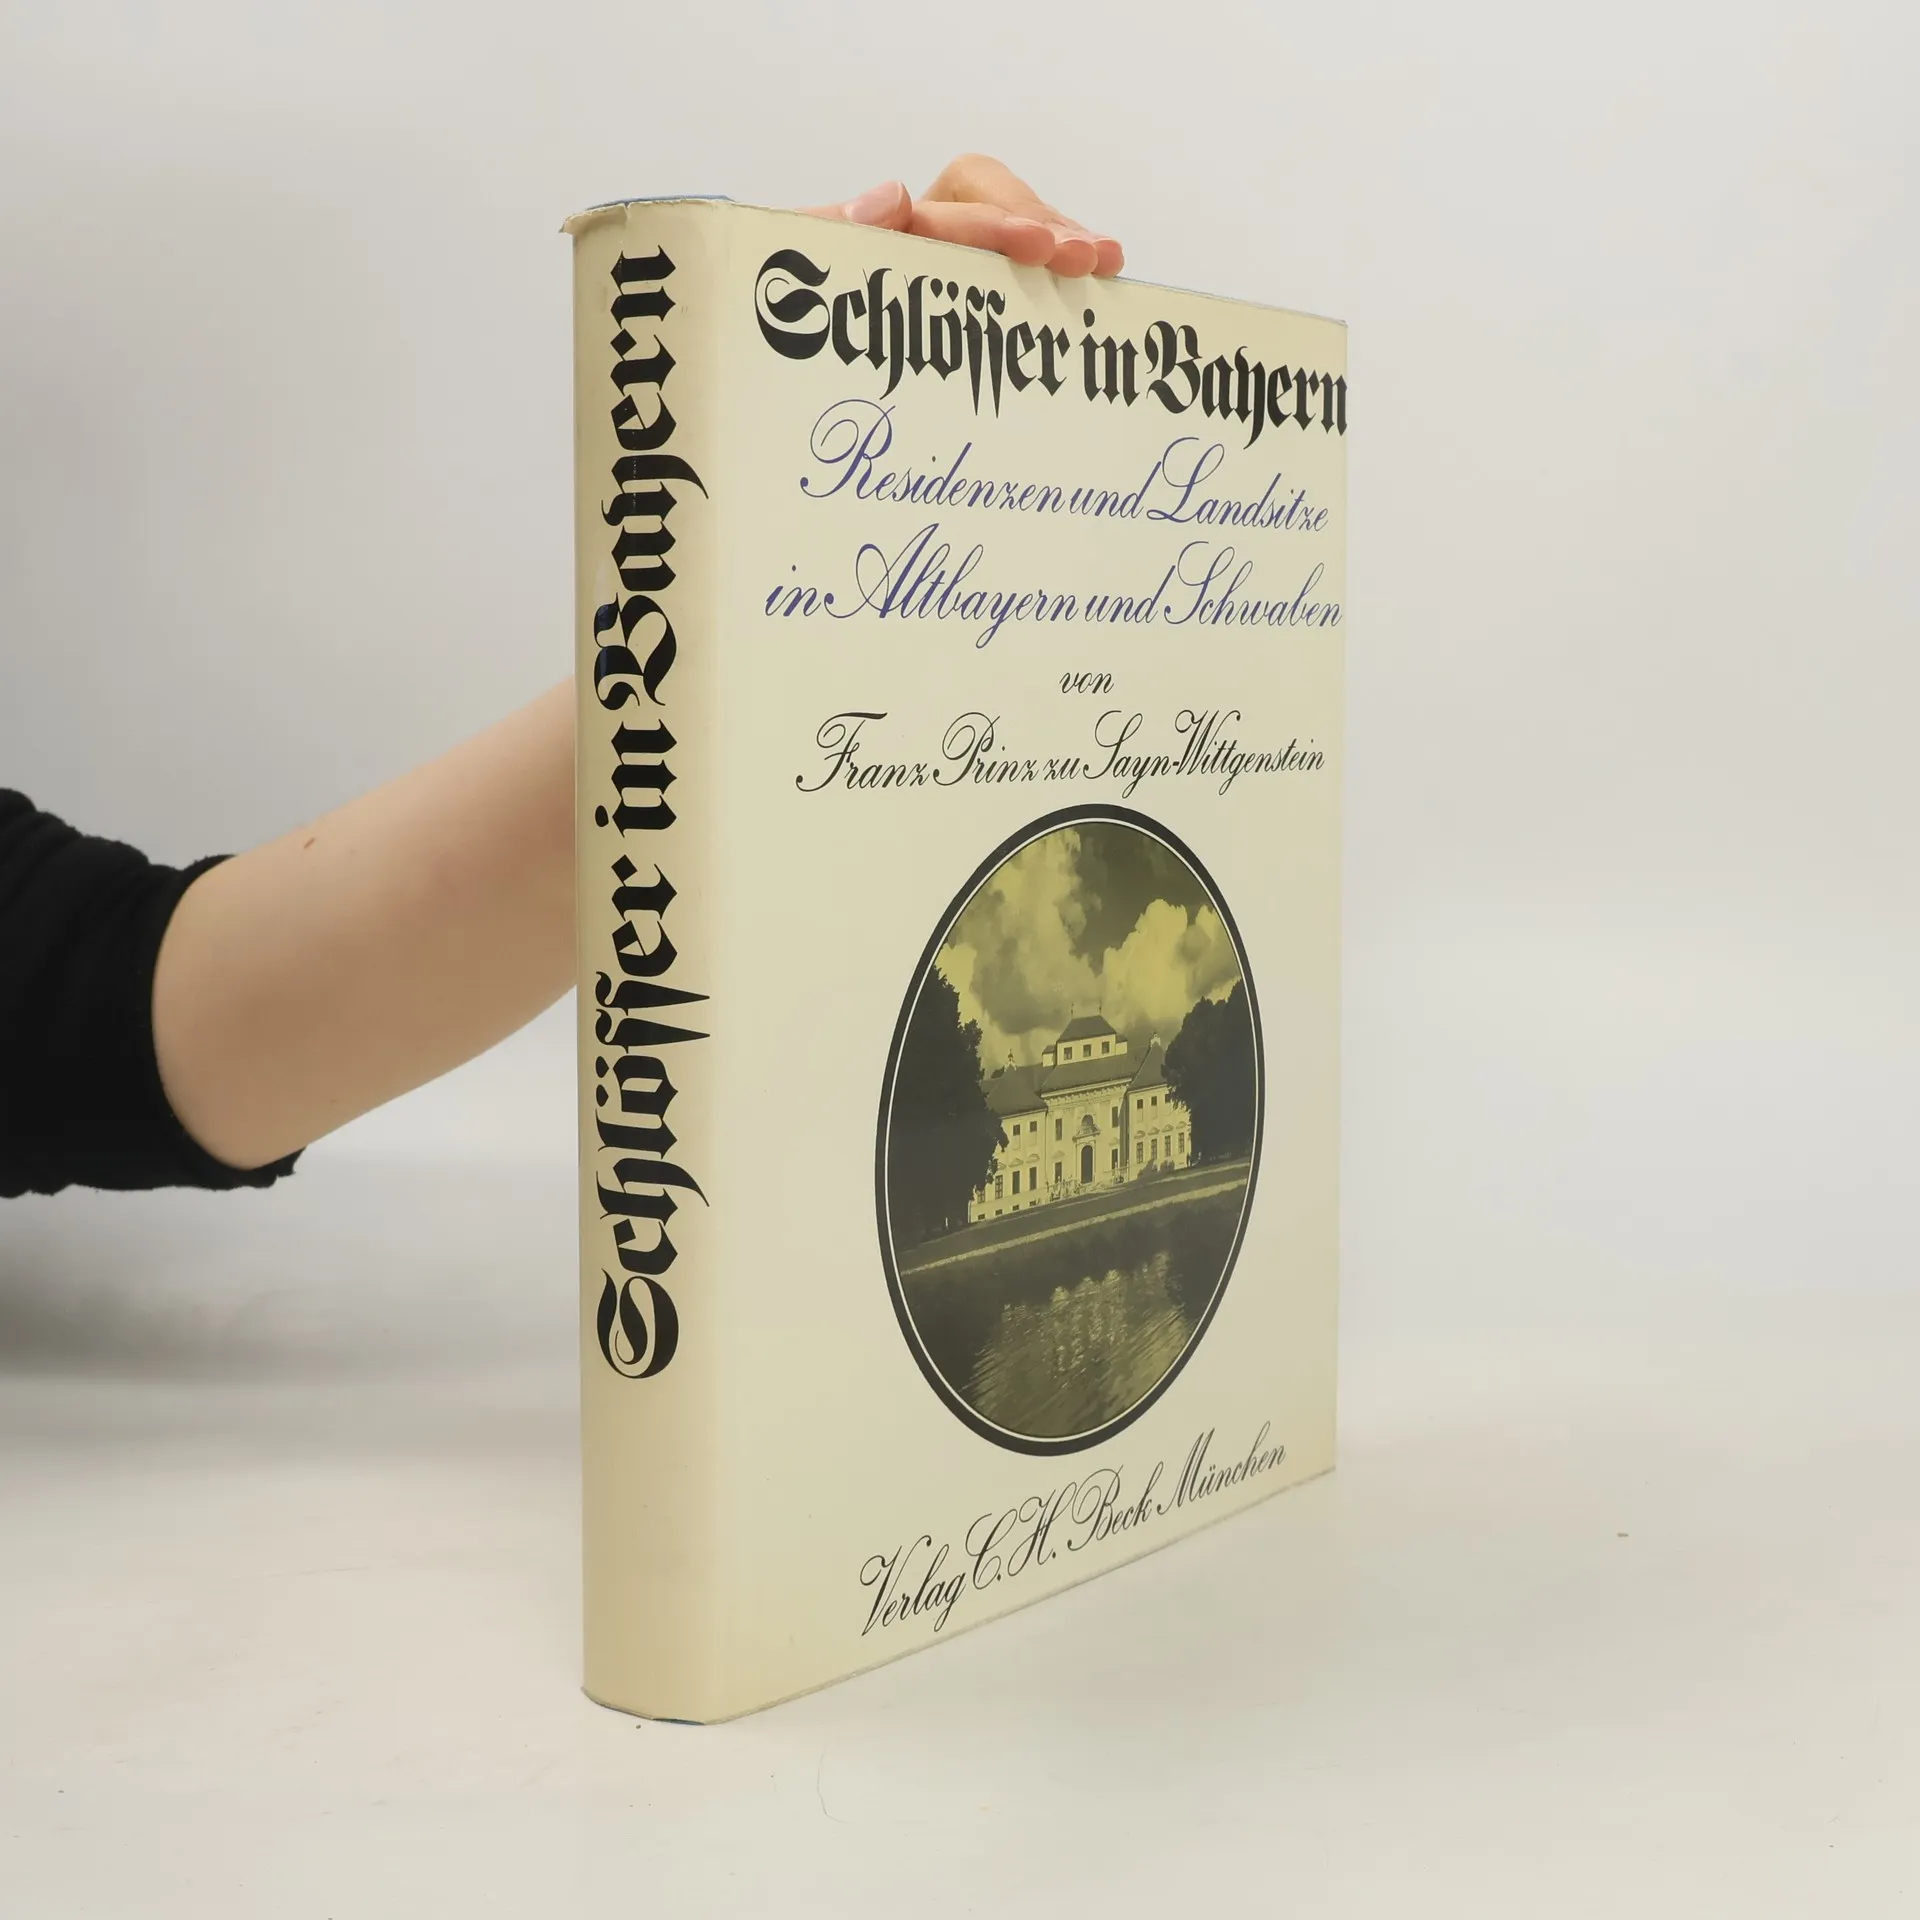 Schlösser in Bayern
Schlösser in Bayern
Residenzen und Landsitze
in Altbayern und Schwaben
von
Franz Prinz zu Sayn-Wittgenstein
Verlag C. H. Beck München